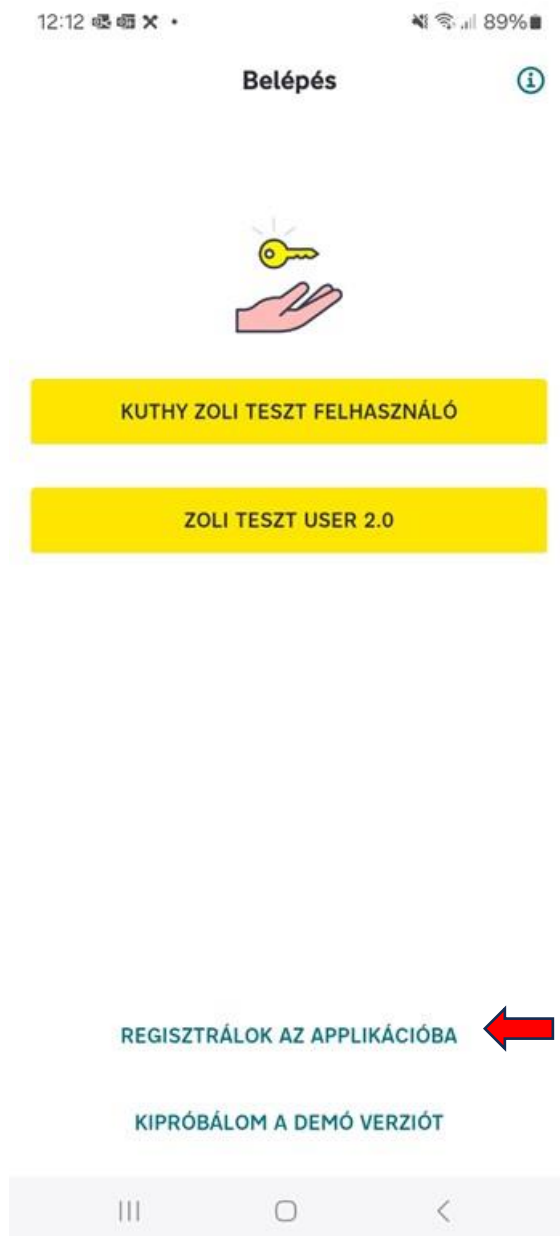 12:12
89%
Belépés
KUTHY ZOLI TESZT FELHASZNÁLÓ
ZOLI TESZT USER 2.0
REGISZTRÁLOK AZ APPLIKÁCIÓBA
KIPRÓBÁLOM A DEMÓ VERZIÓT